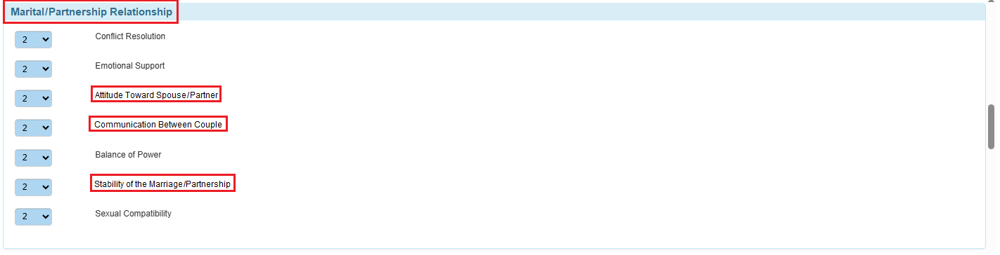 Marital/Partnership Relationship
2 Conflict Resolution
2 Emotional Support
2 Attitude Toward Spouse/Partner
2 Communication Between Couple
2 Balance of Power
2 Stability of the Marriage/Partnership
2 Sexual Compatibility